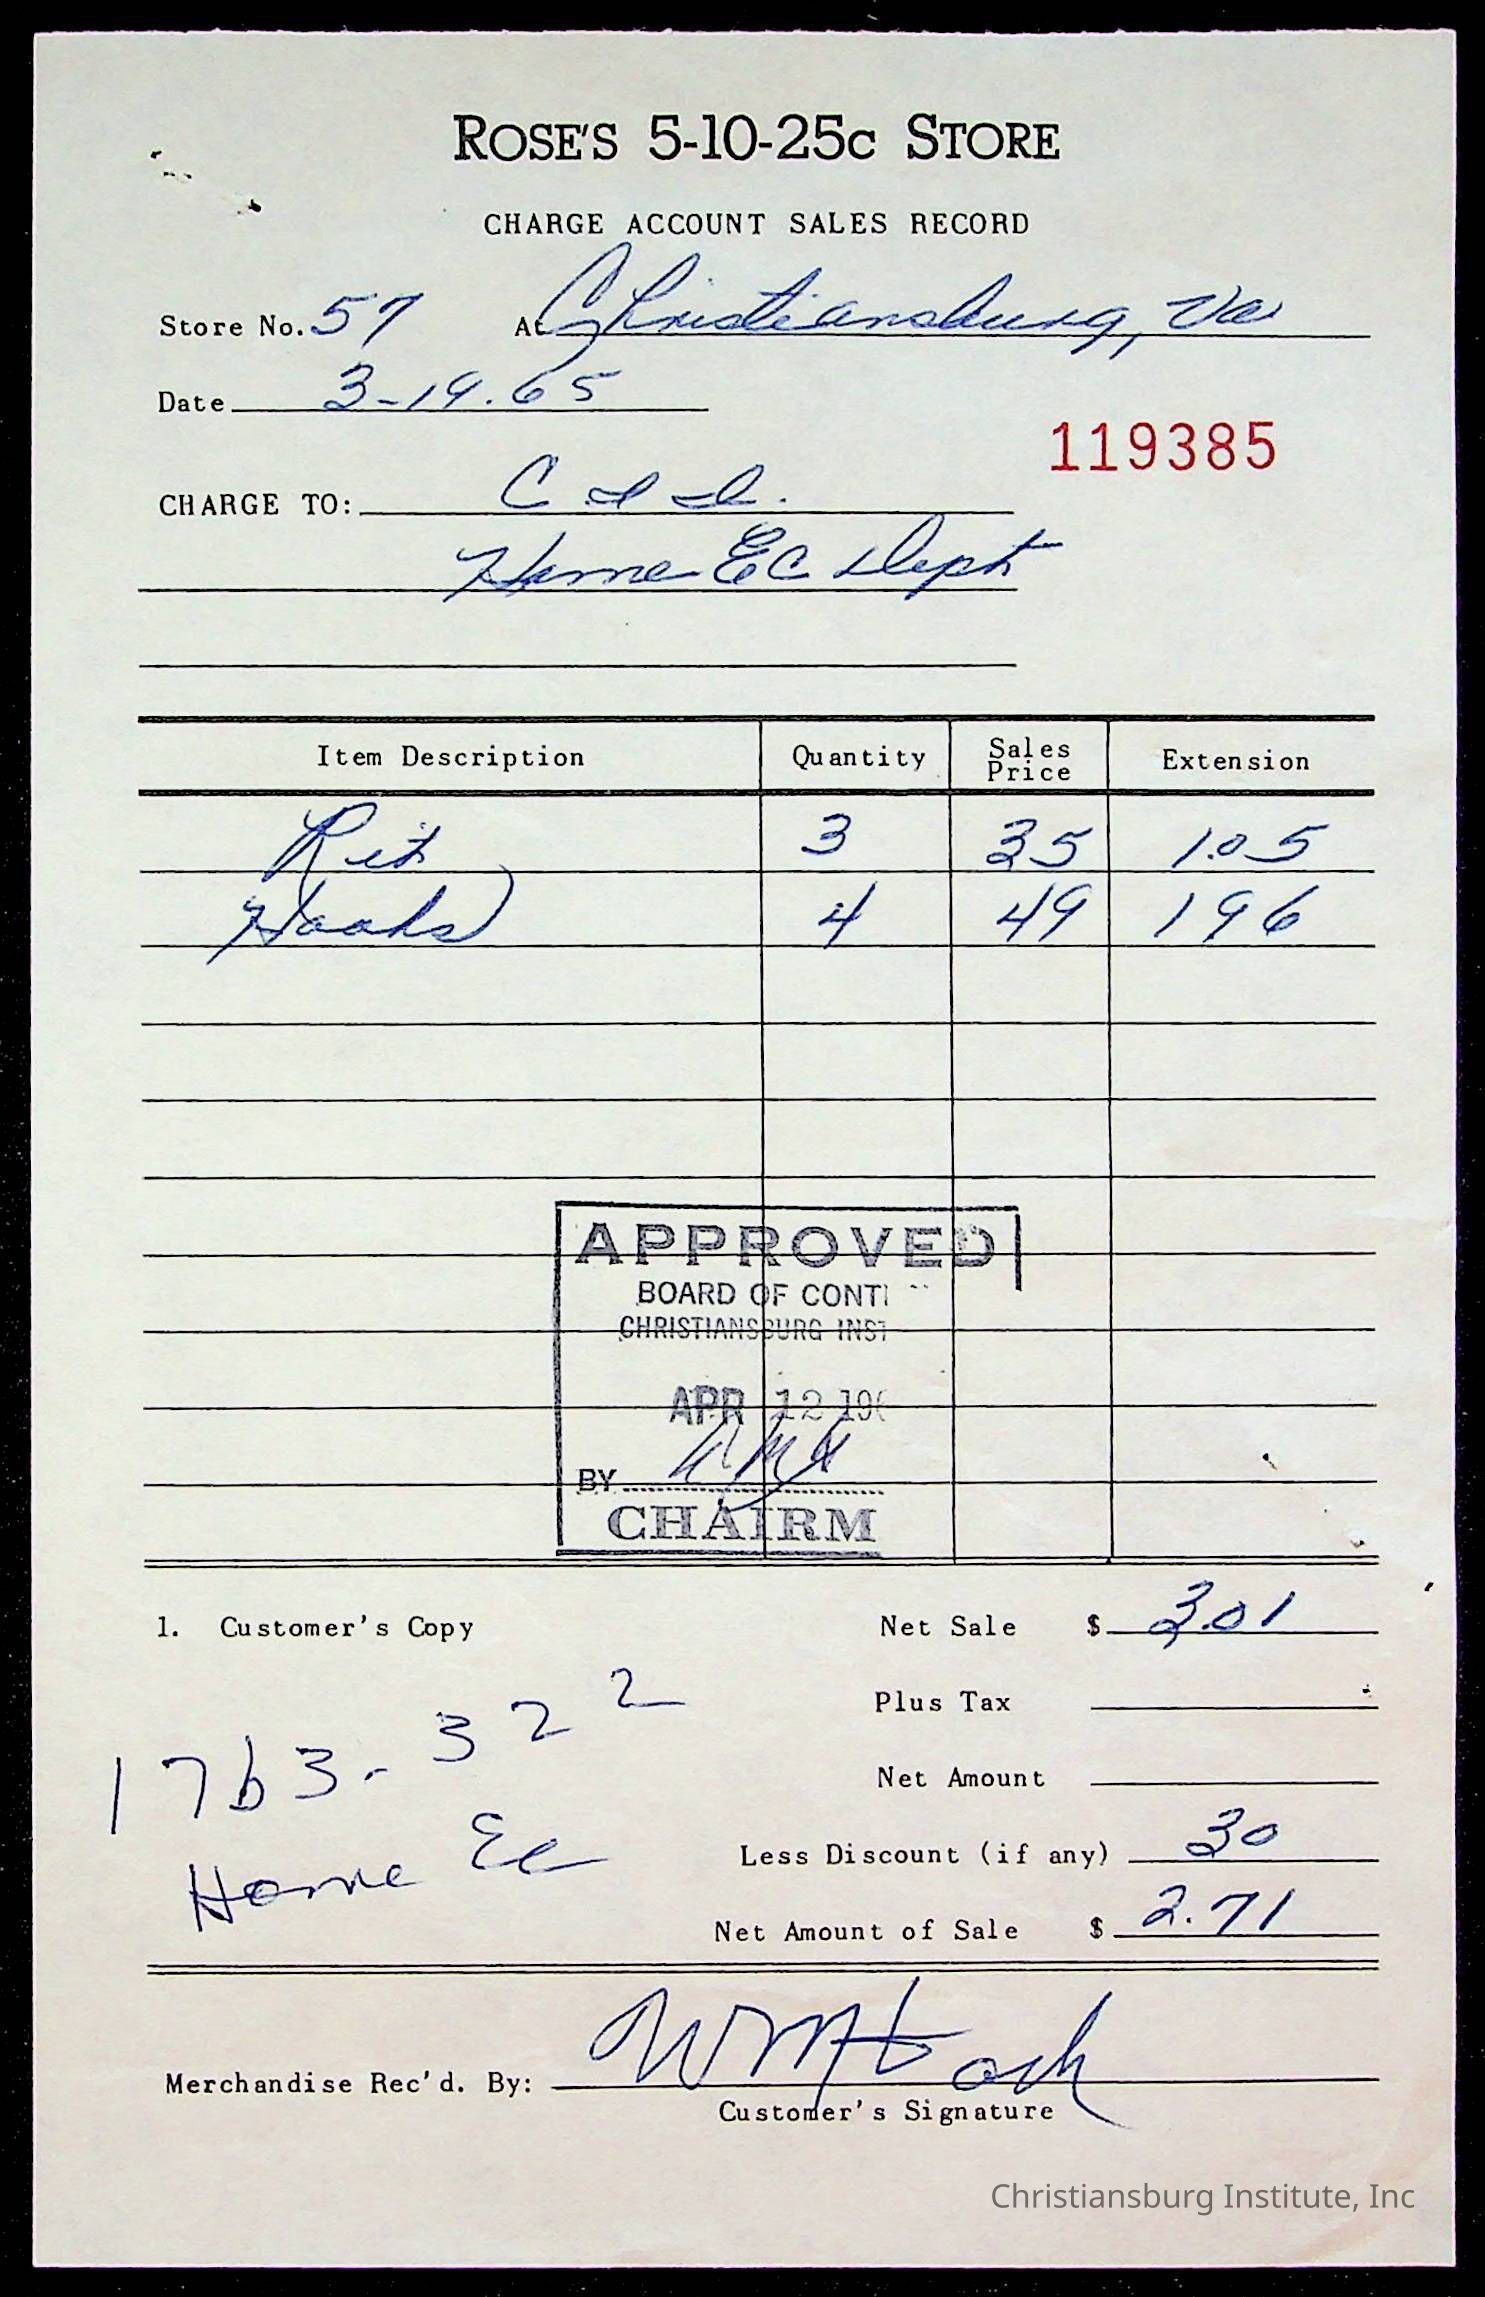 ROSE'S 5-10-25c STORE
CHARGE ACCOUNT SALES RECORD
Store No. 57 At Christiansburg, Va
Date 3-19.65
119385
CHARGE TO: C I I.
Home Ec Dept
Item Description Quantity Sales Price Extension
Rit 3 35 1.05
Hooks 4 49 196
APPROVED
BOARD OF CONT
CHRISTIANSBURG INST
APR 12 19
BY
CHAIRM
1. Customer's Copy Net Sale $ 3.01
Plus Tax
1763-322
Net Amount
Less Discount (if any) 30
Home Ec
Net Amount of Sale $ 2.71
Merchandise Rec'd. By:
Customer's Signature
Christiansburg Institute, Inc